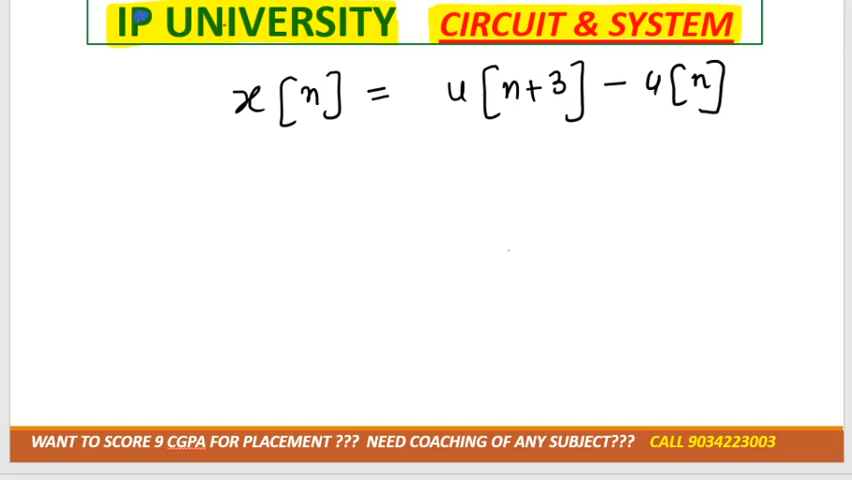 IP UNIVERSITY CIRCUIT & SYSTEM
x[n] = u[n+3] - u[n]
WANT TO SCORE 9 CGPA FOR PLACEMENT ??? NEED COACHING OF ANY SUBJECT??? CALL 9034223003